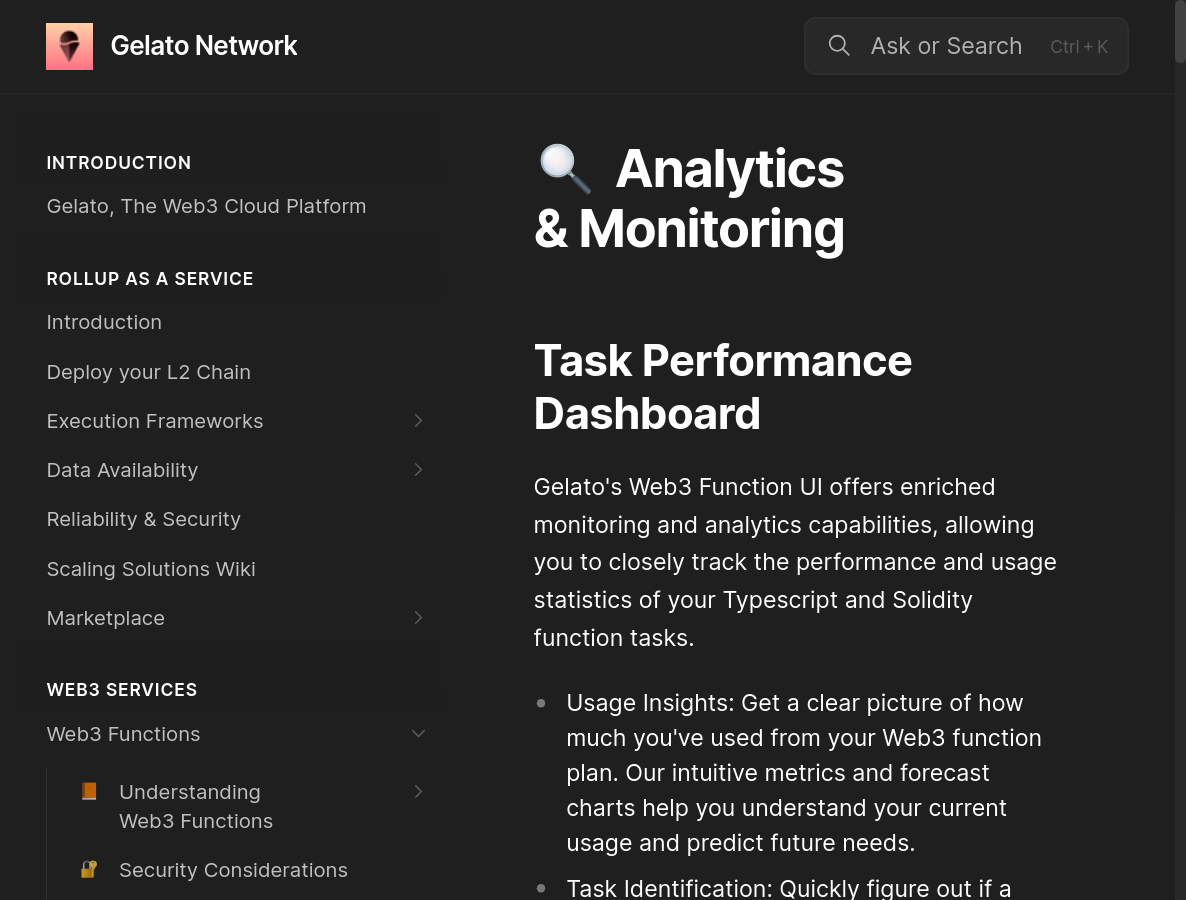 Gelato Network
Ask or Search Ctrl + K
INTRODUCTION
Gelato, The Web3 Cloud Platform
ROLLUP AS A SERVICE
Introduction
Deploy your L2 Chain
Execution Frameworks
Data Availability
Reliability & Security
Scaling Solutions Wiki
Marketplace
WEB3 SERVICES
Web3 Functions
Understanding
Web3 Functions
Security Considerations
Analytics
& Monitoring
Task Performance
Dashboard
Gelato's Web3 Function UI offers enriched
monitoring and analytics capabilities, allowing
you to closely track the performance and usage
statistics of your Typescript and Solidity
function tasks.
Usage Insights: Get a clear picture of how
much you've used from your Web3 function
plan. Our intuitive metrics and forecast
charts help you understand your current
usage and predict future needs.
Task Identification: Quickly figure out if a